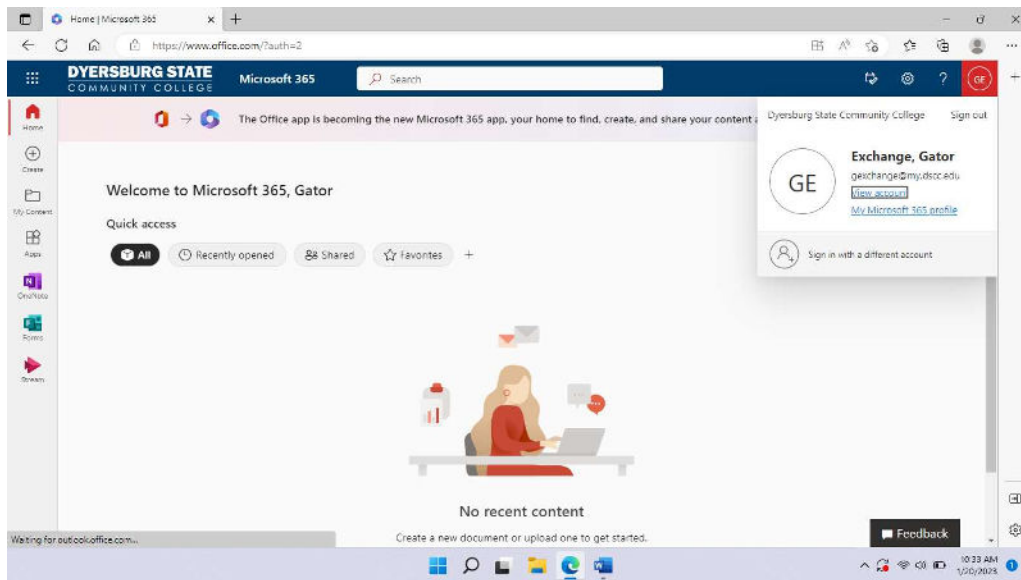 Home | Microsoft 365
https://www.office.com/?auth=2
DYERSBURG STATE
COMMUNITY COLLEGE
Microsoft 365
Search
?
GE
Home
Create
My Content
Apps
OneNote
Forms
Stream
The Office app is becoming the new Microsoft 365 app, your home to find, create, and share your content
Dyersburg State Community College Sign out
GE
Exchange, Gator
gexchange@my.dscc.edu
View account
My Microsoft 365 profile
Sign in with a different account
Welcome to Microsoft 365, Gator
Quick access
All Recently opened Shared Favorites +
No recent content
Create a new document or upload one to get started.
Feedback
Waiting for outlook.office.com...
10:33 AM
1/20/2023